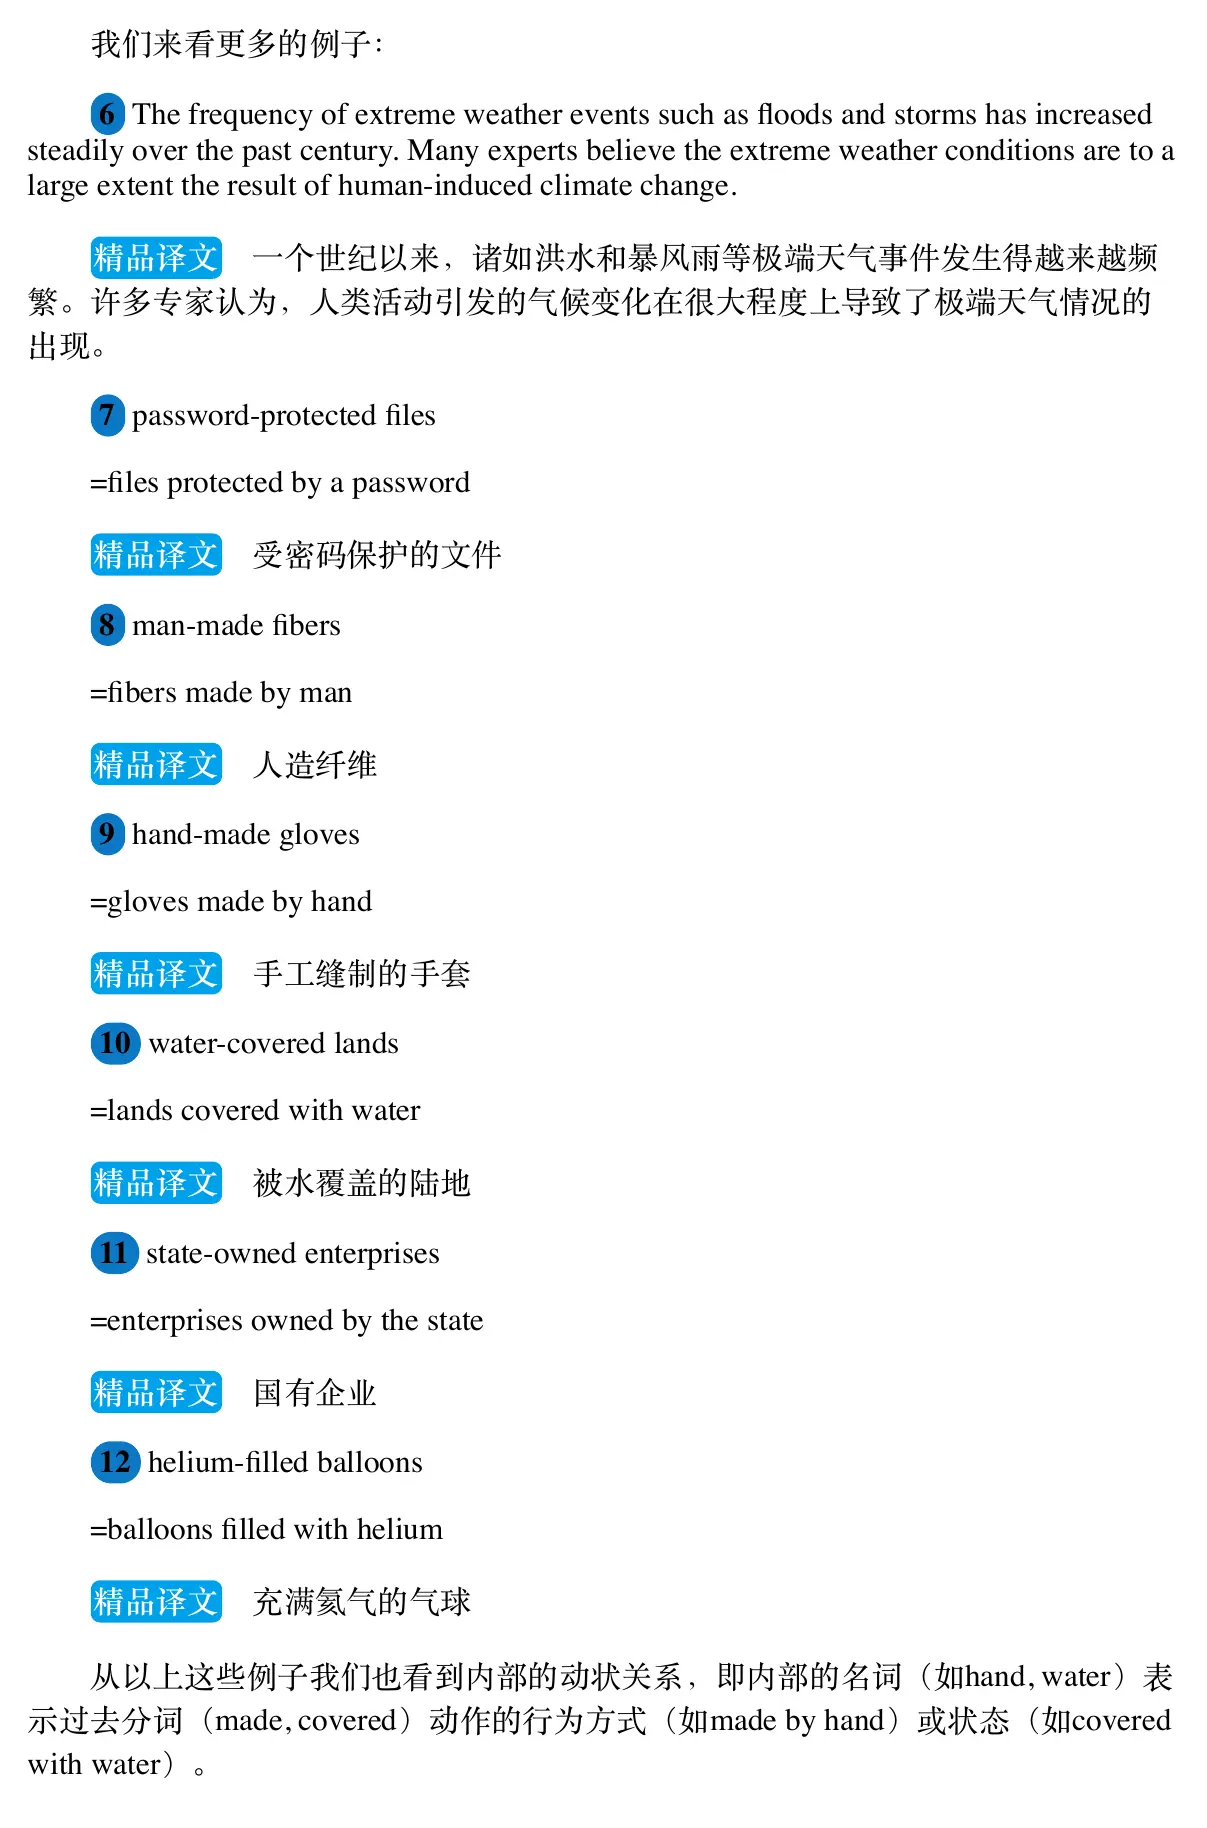 我们来看更多的例子：
6 The frequency of extreme weather events such as floods and storms has increased
steadily over the past century. Many experts believe the extreme weather conditions are to a
large extent the result of human-induced climate change.
精品译文 一个世纪以来，诸如洪水和暴风雨等极端天气事件发生得越来越频
繁。许多专家认为，人类活动引发的气候变化在很大程度上导致了极端天气情况的
出现。
7 password-protected files
=files protected by a password
精品译文 受密码保护的文件
8 man-made fibers
=fibers made by man
精品译文 人造纤维
9 hand-made gloves
=gloves made by hand
精品译文 手工缝制的手套
10 water-covered lands
=lands covered with water
精品译文 被水覆盖的陆地
11 state-owned enterprises
=enterprises owned by the state
精品译文 国有企业
12 helium-filled balloons
=balloons filled with helium
精品译文 充满氦气的气球
从以上这些例子我们也看到内部的动状关系，即内部的名词（如hand, water）表
示过去分词（made, covered）动作的行为方式（如made by hand）或状态（如covered
with water）。